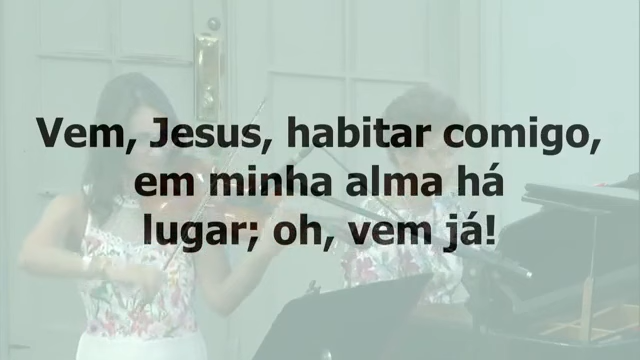 Vem, Jesus, habitar comigo,
em minha alma há
lugar; oh, vem já!